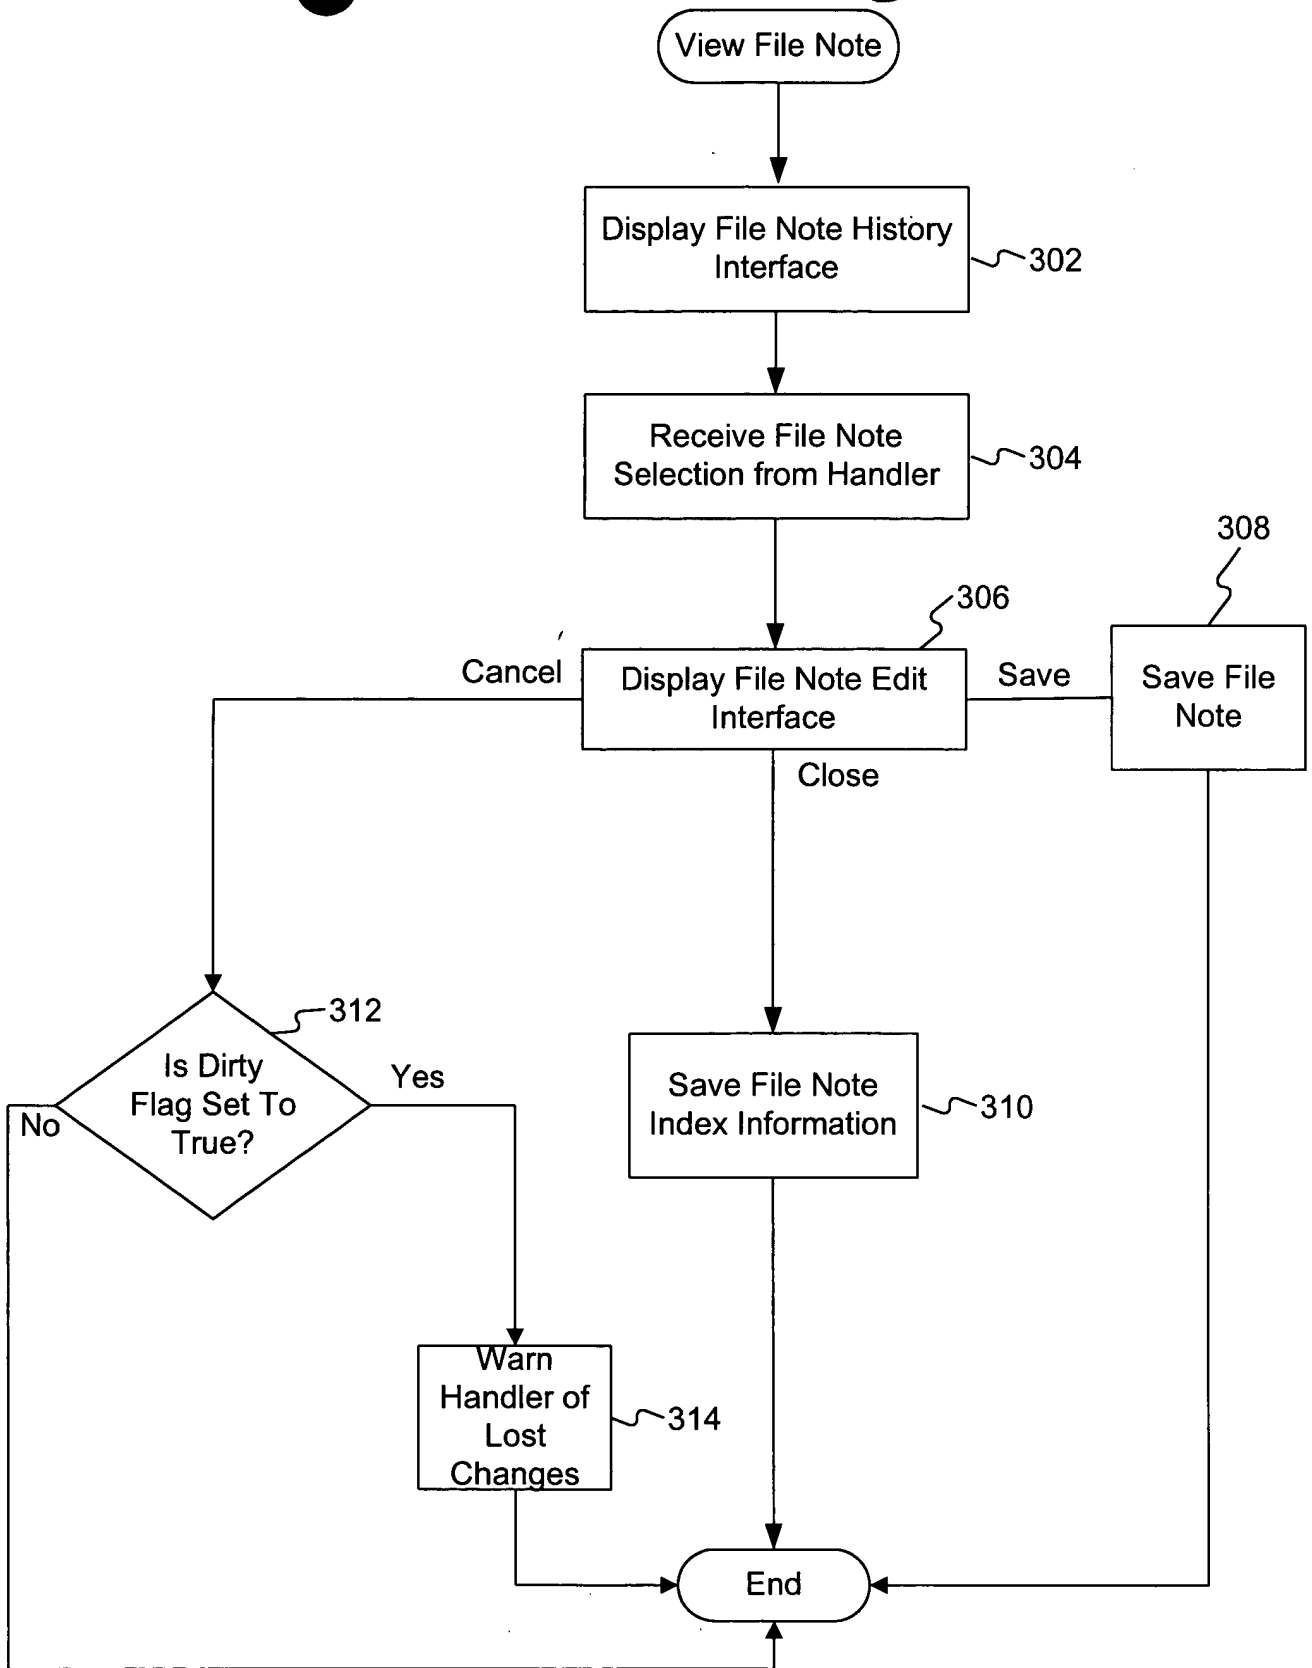 View File Note
Display File Note History
Interface
302
Receive File Note
Selection from Handler
304
308
306
Cancel
Display File Note Edit
Interface
Save
Save File
Note
Close
312
Is Dirty
Flag Set To
True?
Yes
No
Save File Note
Index Information
310
Warn
Handler of
Lost
Changes
314
End